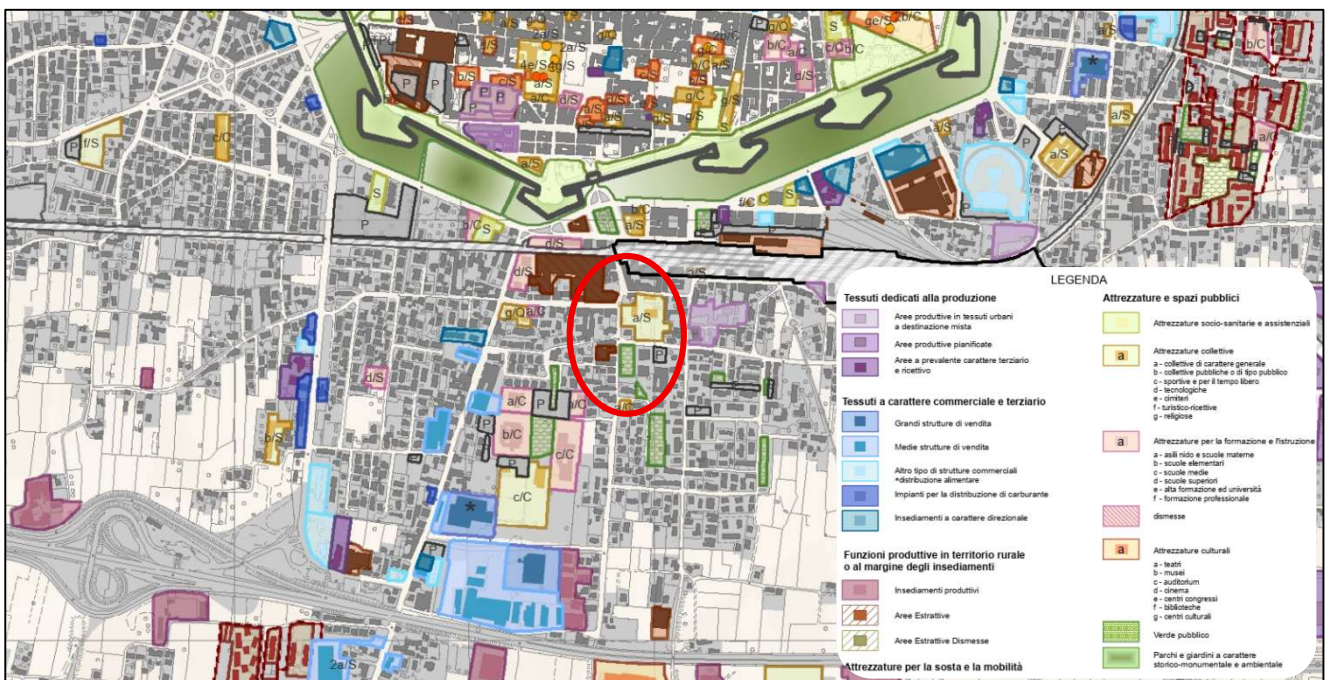 c/S
a/S
g/Q
2a/S
2b/C
ge/S
2b/C
a/S
a/S
2a/S
g/Q
g/C
b/C
a/C
c/C
b/C
b/C
*
P
P
P
b/S
c/S
4e/S
4g/S
a/S
a/S
b/C
a/S
d/S
P
P
P
a/C
d/S
a/S
d/S
g/C
g/S
g/S
S
f/S
P
c/C
a/S
P
a/S
a/C
S
P
b/C
S
b/C
a/S
f/C
C
S
P
P
d/S
d/S
a/S
g/Q
a/C
a/S
P
d/S
a/C
P
a/C
P
b/S
P
b/C
c/C
P
c/C
*
P
2a/S
LEGENDA
Tessuti dedicati alla produzione
Aree produttive in tessuti urbani
a destinazione mista
Aree produttive pianificate
Aree a prevalente carattere terziario
e ricettivo
Tessuti a carattere commerciale e terziario
Grandi strutture di vendita
Medie strutture di vendita
Altro tipo di strutture commerciali
*distribuzione alimentare
Impianti per la distribuzione di carburante
Insediamenti a carattere direzionale
Funzioni produttive in territorio rurale
o al margine degli insediamenti
Insediamenti produttivi
Aree Estrattive
Aree Estrattive Dismesse
Attrezzature per la sosta e la mobilità
Attrezzature e spazi pubblici
Attrezzature socio-sanitarie e assistenziali
a
Attrezzature collettive
a - collettive di carattere generale
b - collettive pubbliche o di tipo pubblico
c - sportive e per il tempo libero
d - tecnologiche
e - cimiteri
f - turistico-ricettive
g - religiose
a
Attrezzature per la formazione e l'istruzione
a - asili nido e scuole materne
b - scuole elementari
c - scuole medie
d - scuole superiori
e - alta formazione ed università
f - formazione professionale
dismesse
a
Attrezzature culturali
a - teatri
b - musei
c - auditorium
d - cinema
e - centri congressi
f - biblioteche
g - centri culturali
Verde pubblico
Parchi e giardini a carattere
storico-monumentale e ambientale